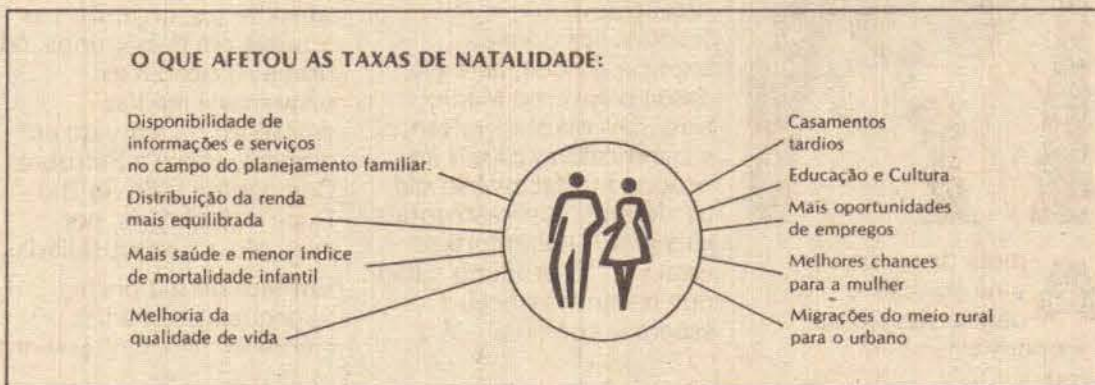 O QUE AFETOU AS TAXAS DE NATALIDADE:
Disponibilidade de
informações e serviços
no campo do planejamento familiar.
Distribuição da renda
mais equilibrada
Mais saúde e menor índice
de mortalidade infantil
Melhoria da
qualidade de vida
Casamentos
tardios
Educação e Cultura
Mais oportunidades
de empregos
Melhores chances
para a mulher
Migrações do meio rural
para o urbano